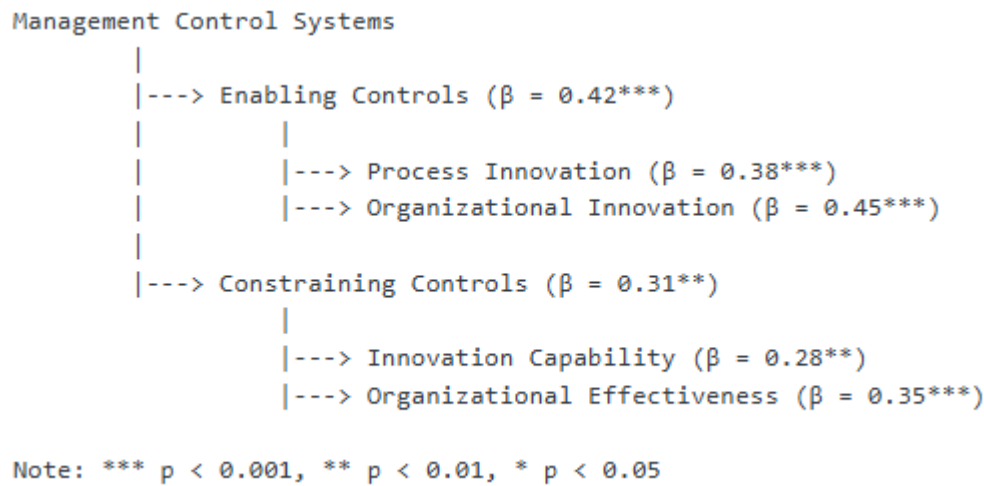 Management Control Systems
|
|---> Enabling Controls (β = 0.42***)
| |
| |---> Process Innovation (β = 0.38***)
| |---> Organizational Innovation (β = 0.45***)
|
|---> Constraining Controls (β = 0.31**)
|
|---> Innovation Capability (β = 0.28**)
|---> Organizational Effectiveness (β = 0.35***)
Note: *** p < 0.001, ** p < 0.01, * p < 0.05